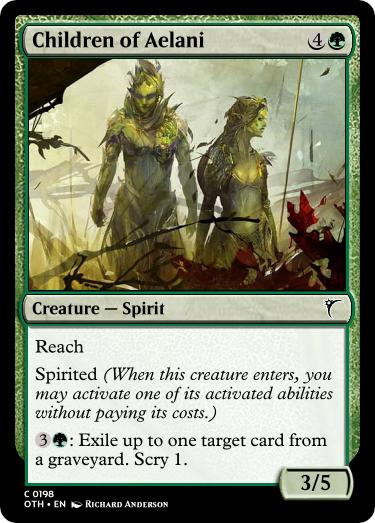 Children of Aelani 4
Creature — Spirit
Reach
Spirited (When this creature enters, you
may activate one of its activated abilities
without paying its costs.)
3: Exile up to one target card from
a graveyard. Scry 1.
3/5
C 0198
OTH • EN Richard Anderson